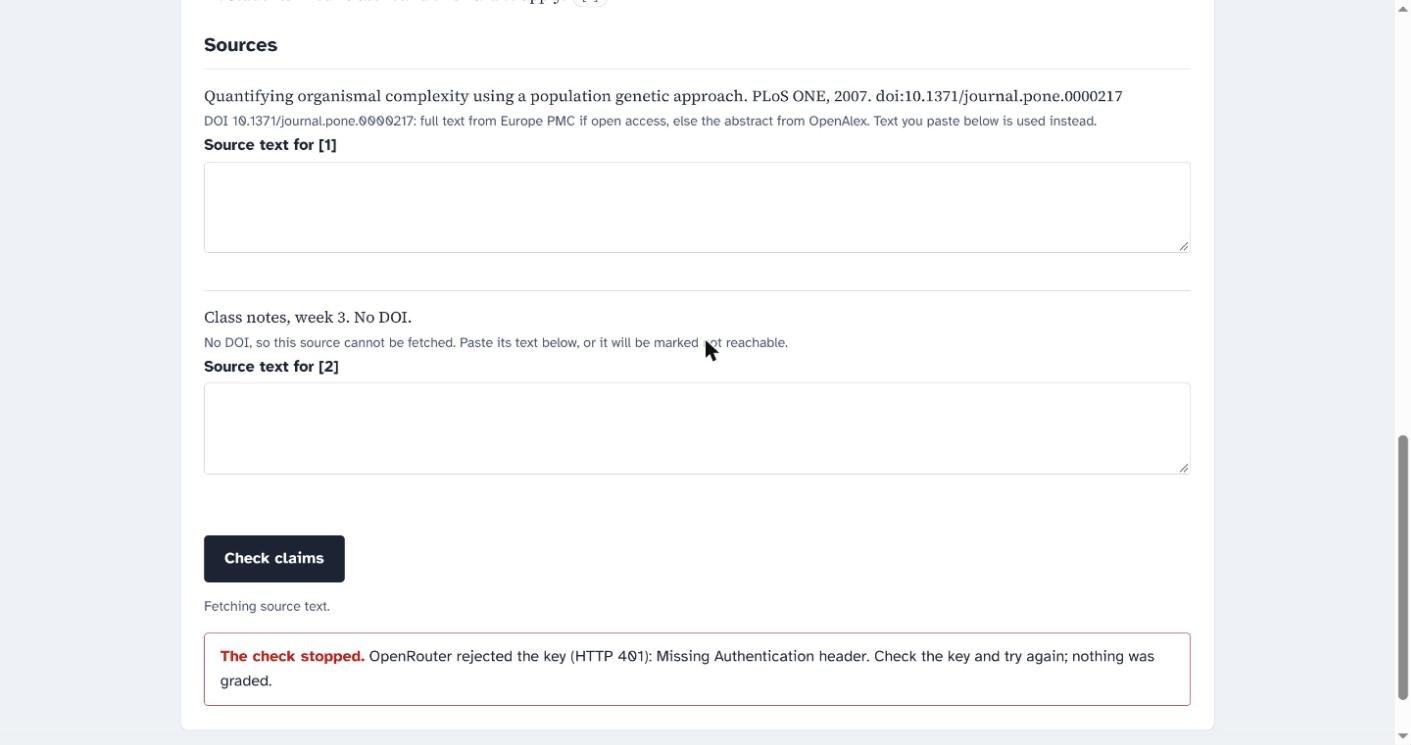 Sources
Quantifying organismal complexity using a population genetic approach. PLoS ONE, 2007. doi:10.1371/journal.pone.0000217
DOI 10.1371/journal.pone.0000217: full text from Europe PMC if open access, else the abstract from OpenAlex. Text you paste below is used instead.
Source text for [1]
Class notes, week 3. No DOI.
No DOI, so this source cannot be fetched. Paste its text below, or it will be marked not reachable.
Source text for [2]
Check claims
Fetching source text.
The check stopped. OpenRouter rejected the key (HTTP 401): Missing Authentication header. Check the key and try again; nothing was
graded.